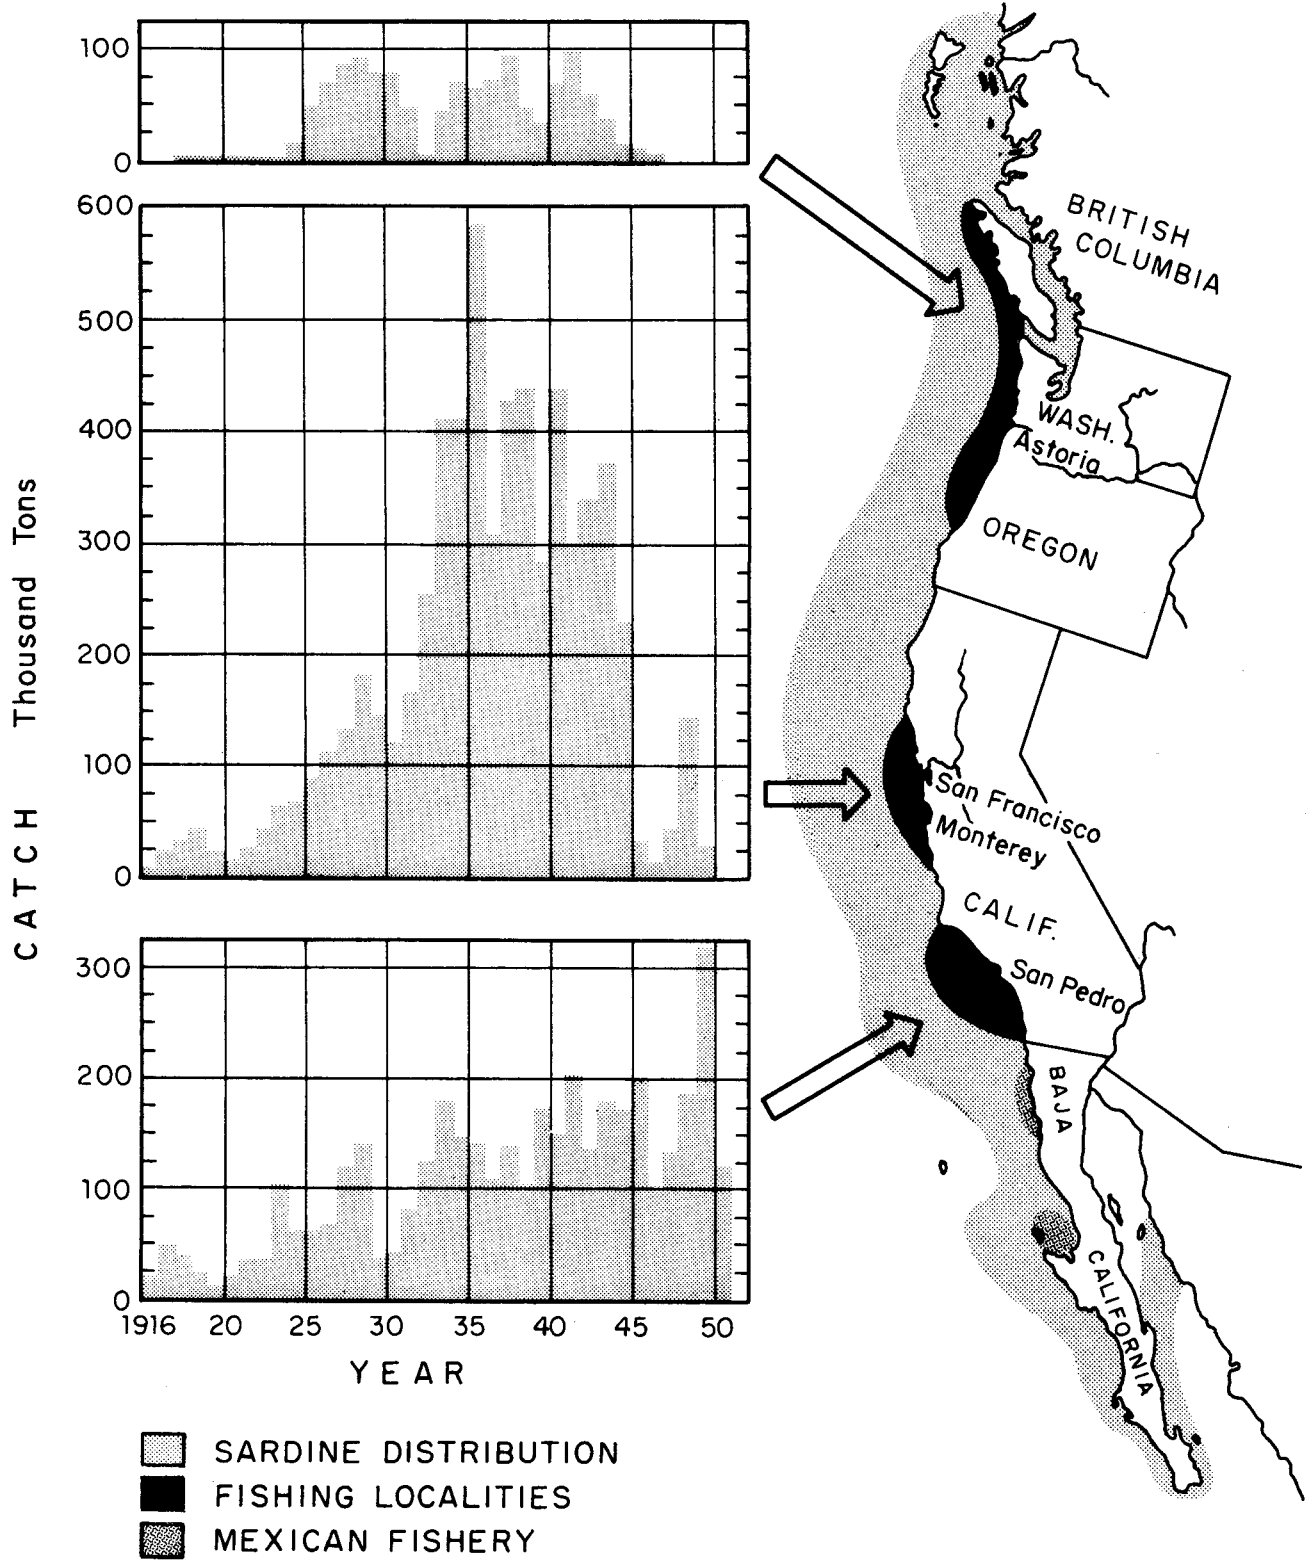 100
0
600
500
400
300
200
100
0
300
200
100
0
1916 20 25 30 35 40 45 50
YEAR
CATCH Thousand Tons
BRITISH
COLUMBIA
WASH.
Astoria
OREGON
San Francisco
Monterey
CALIF.
San Pedro
BAJA
CALIFORNIA
SARDINE DISTRIBUTION
FISHING LOCALITIES
MEXICAN FISHERY